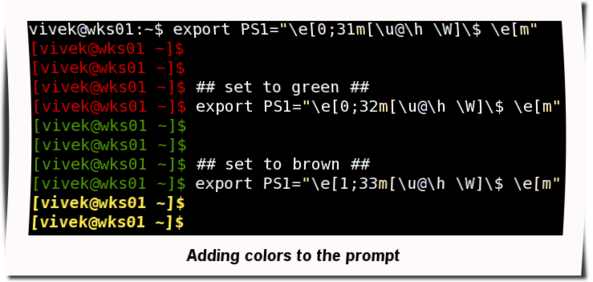 vivek@wks01:~$ export PS1="\e[0;31m[\u@\h \W]\$ \e[m"
[vivek@wks01 ~]$
[vivek@wks01 ~]$
[vivek@wks01 ~]$ ## set to green ##
[vivek@wks01 ~]$ export PS1="\e[0;32m[\u@\h \W]\$ \e[m"
[vivek@wks01 ~]$
[vivek@wks01 ~]$
[vivek@wks01 ~]$ ## set to brown ##
[vivek@wks01 ~]$ export PS1="\e[1;33m[\u@\h \W]\$ \e[m"
[vivek@wks01 ~]$
[vivek@wks01 ~]$
Adding colors to the prompt